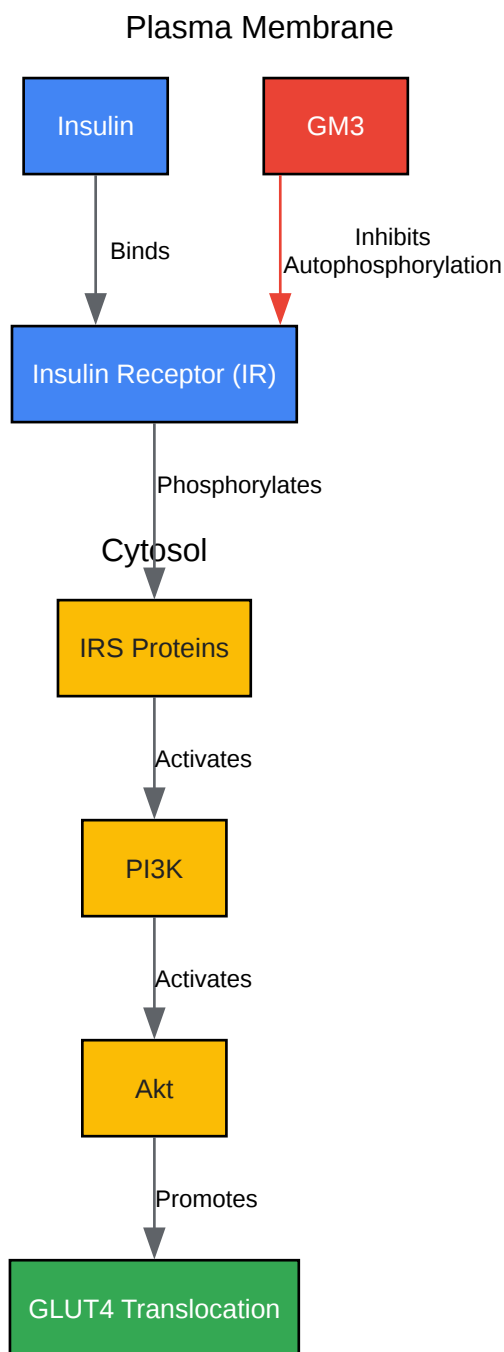 Plasma Membrane
Insulin
GM3
Binds
Inhibits
Autophosphorylation
Insulin Receptor (IR)
Phosphorylates
Cytosol
IRS Proteins
Activates
PI3K
Activates
Akt
Promotes
GLUT4 Translocation